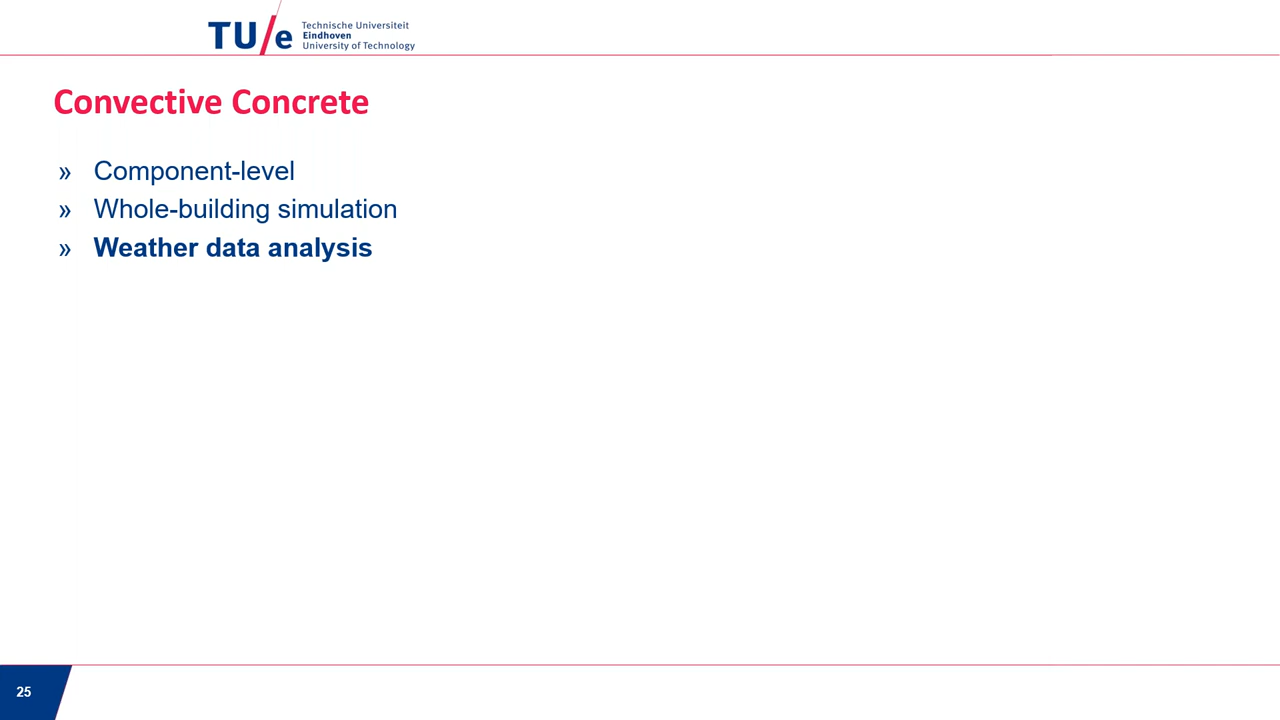 TU/e
Technische Universiteit
Eindhoven
University of Technology
Convective Concrete
» Component-level
» Whole-building simulation
» Weather data analysis
25